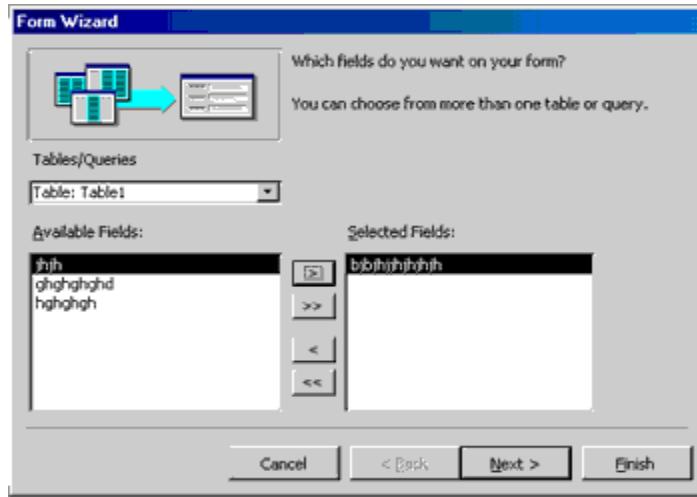 Form Wizard
Which fields do you want on your form?
You can choose from more than one table or query.
Tables/Queries
Table: Table1
Available Fields:
Selected Fields:
jhjh
ghghghghd
hghghgh
>
>>
<
<<
Cancel
< Back
Next >
Finish